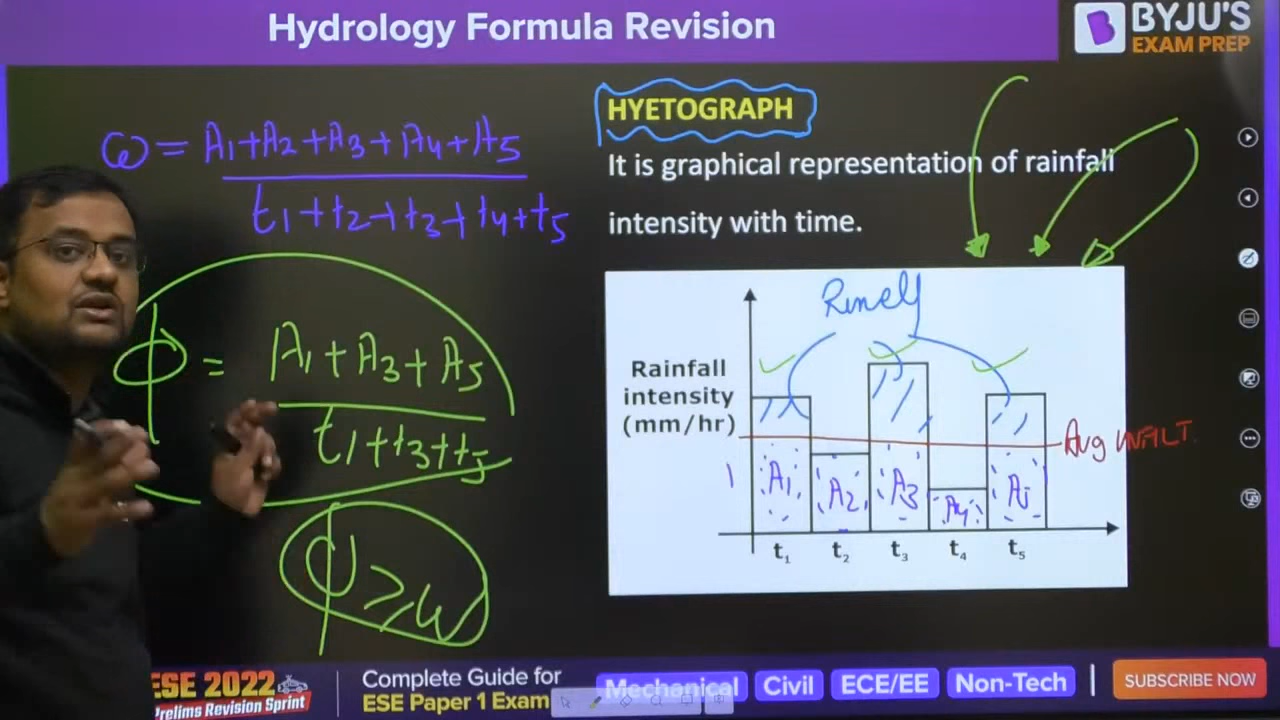 Hydrology Formula Revision
BYJU'S
EXAM PREP
HYETOGRAPH
It is graphical representation of rainfall
intensity with time.
ω = A1+A2+A3+A4+A5
t1+t2+t3+t4+t5
ϕ = A1+A3+A5
t1+t3+t5
ϕ ≥ ω
Rainfall
intensity
(mm/hr)
A1 A2 A3 A4 A5
t1 t2 t3 t4 t5
ESE 2022
Prelims Revision Sprint
Complete Guide for
ESE Paper 1 Exam
Mechanical Civil ECE/EE Non-Tech
SUBSCRIBE NOW